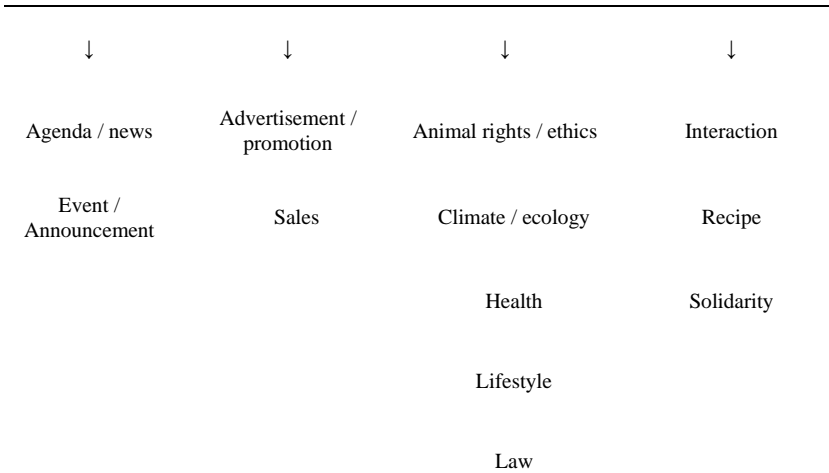 ↓ ↓ ↓ ↓
Agenda / news Advertisement / promotion Animal rights / ethics Interaction
Event / Announcement Sales Climate / ecology Recipe
Health Solidarity
Lifestyle
Law